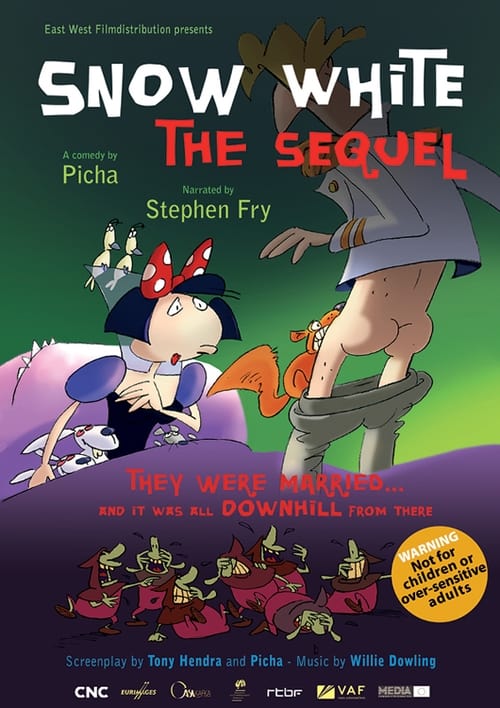 East West Filmdistribution presents
SNOW WHITE
THE SEQUEL
A comedy by
Picha
Narrated by
Stephen Fry
THEY WERE MARRIED...
AND IT WAS ALL DOWNHILL FROM THERE
WARNING
Not for
children or
over-sensitive
adults
Screenplay by Tony Hendra and Picha - Music by Willie Dowling
CNC EURIMAGES rtbf VAF MEDIA